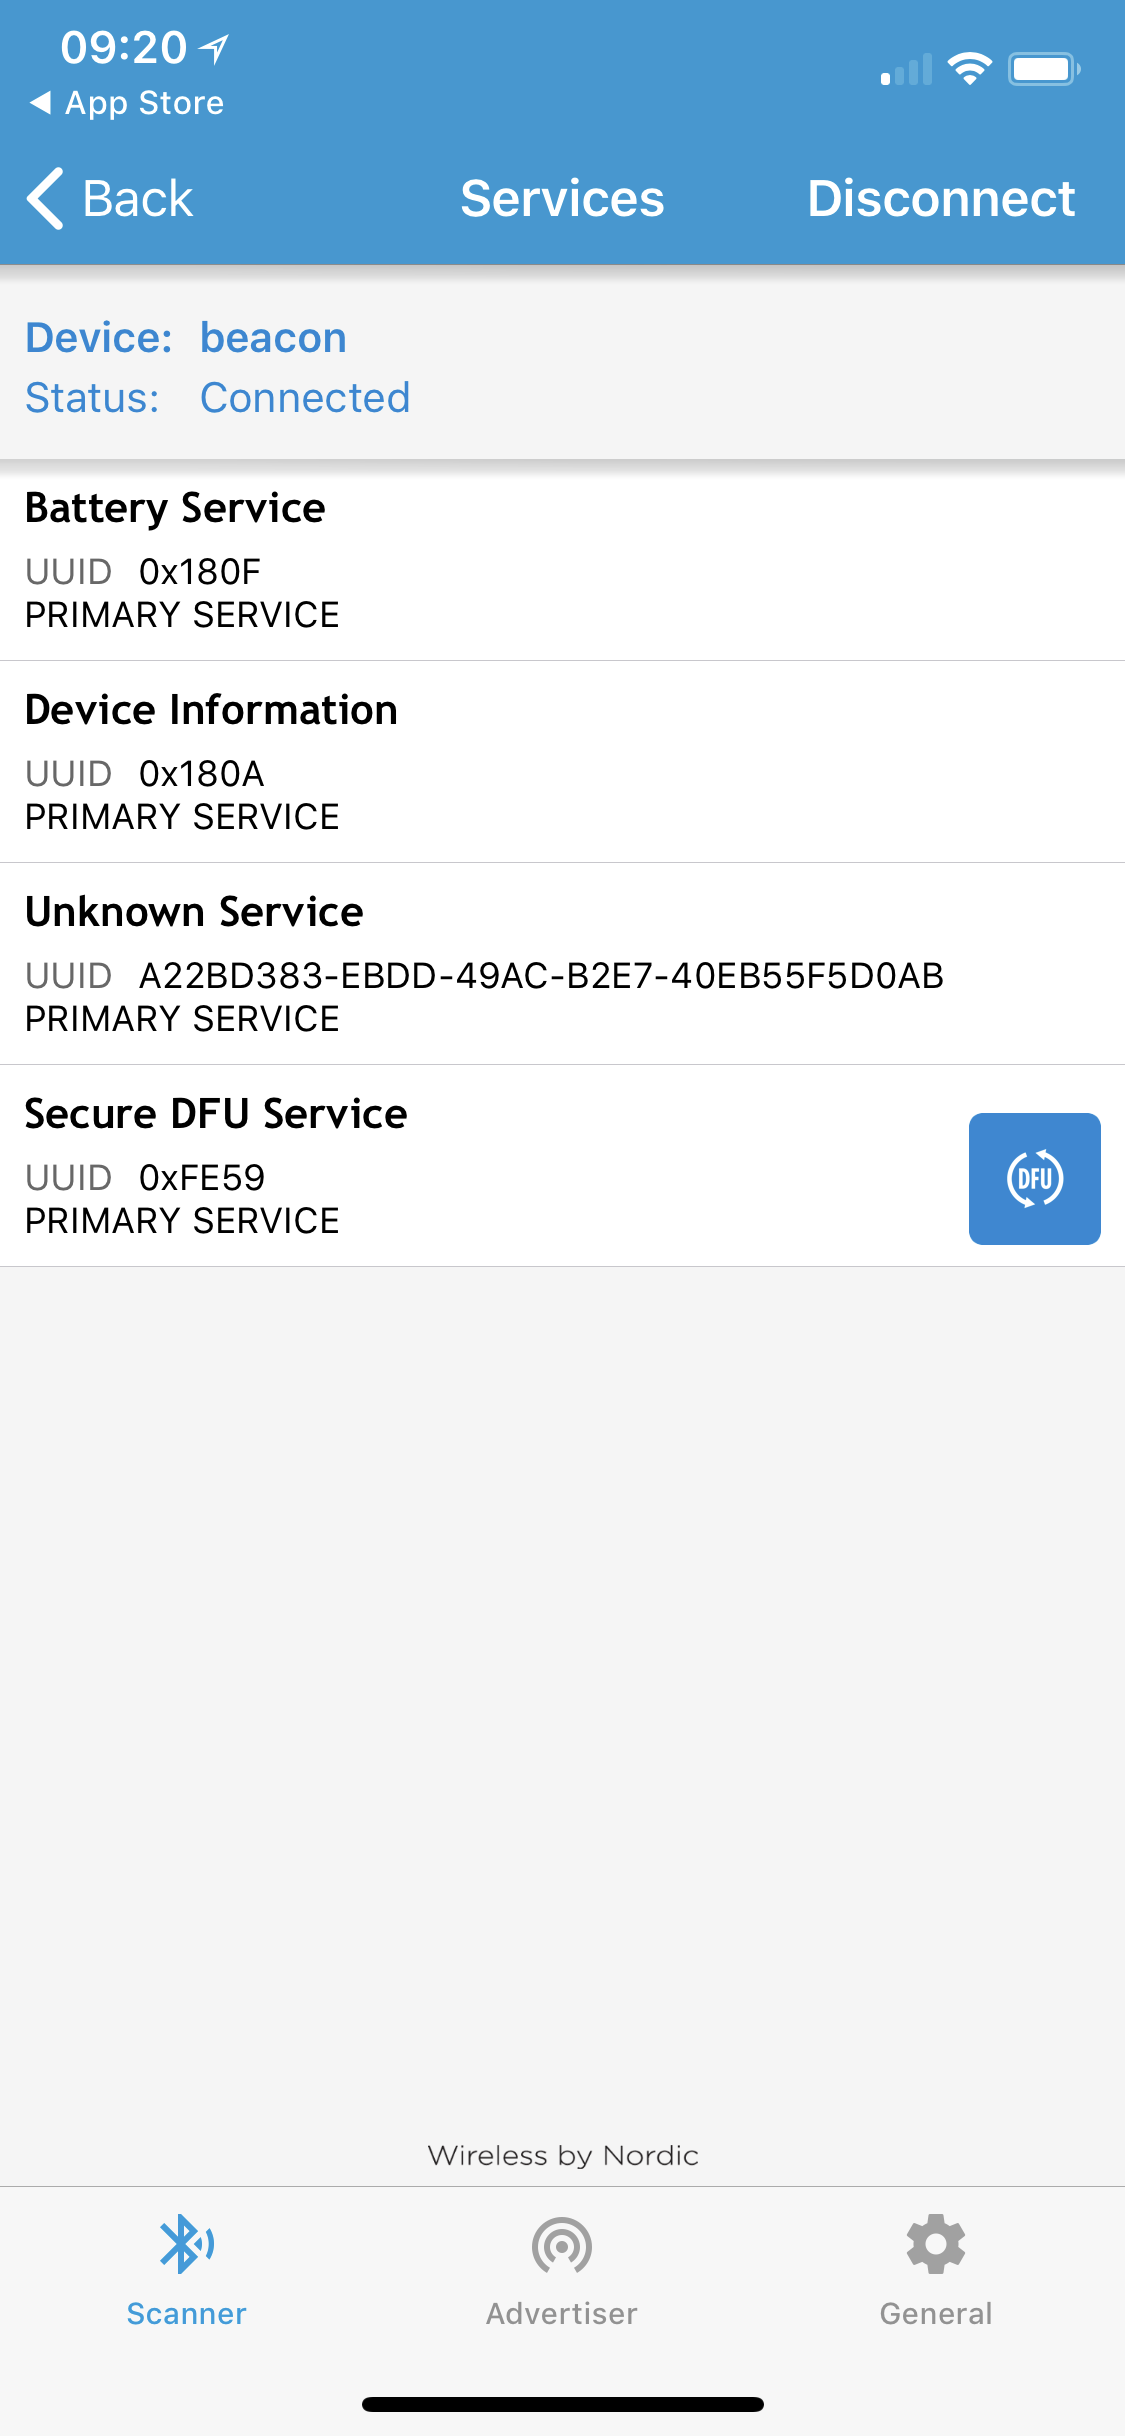 09:20
App Store
Back Services Disconnect
Device: beacon
Status: Connected
Battery Service
UUID 0x180F
PRIMARY SERVICE
Device Information
UUID 0x180A
PRIMARY SERVICE
Unknown Service
UUID A22BD383-EBDD-49AC-B2E7-40EB55F5D0AB
PRIMARY SERVICE
Secure DFU Service
UUID 0xFE59
DFU
PRIMARY SERVICE
Wireless by Nordic
Scanner Advertiser General